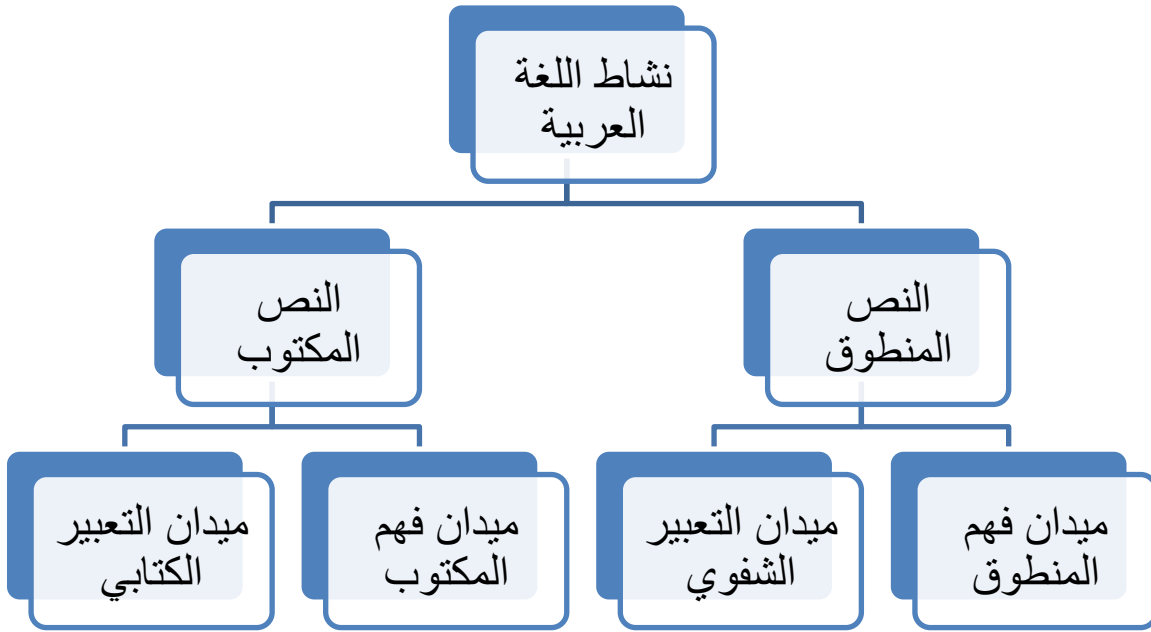 نشاط اللغة
العربية
النص
المنطوق
النص
المكتوب
ميدان فهم
المنطوق
ميدان التعبير
الشفوي
ميدان فهم
المكتوب
ميدان التعبير
الكتابي